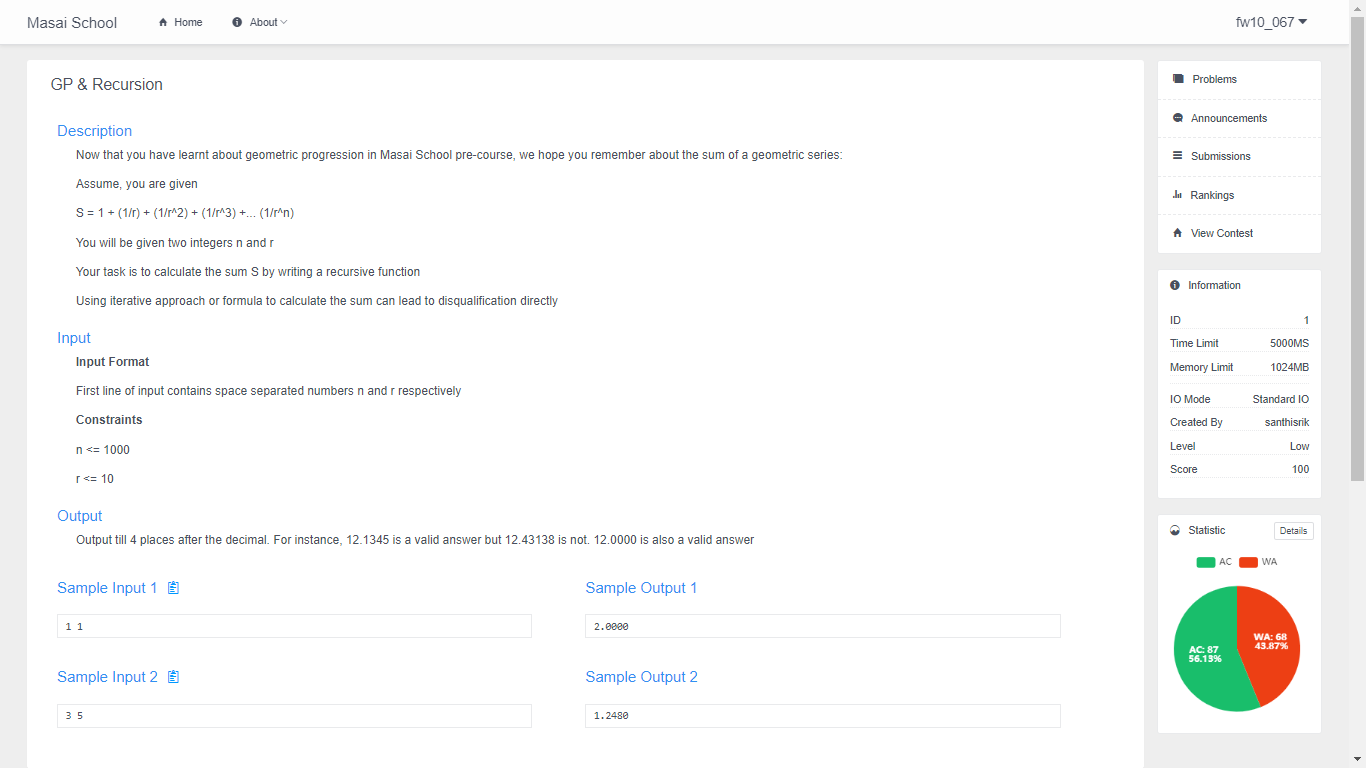 Masai School
Home
About
fw10_067
GP & Recursion
Description
Now that you have learnt about geometric progression in Masai School pre-course, we hope you remember about the sum of a geometric series:
Assume, you are given
S = 1 + (1/r) + (1/r^2) + (1/r^3) +... (1/r^n)
You will be given two integers n and r
Your task is to calculate the sum S by writing a recursive function
Using iterative approach or formula to calculate the sum can lead to disqualification directly
Input
Input Format
First line of input contains space separated numbers n and r respectively
Constraints
n <= 1000
r <= 10
Output
Output till 4 places after the decimal. For instance, 12.1345 is a valid answer but 12.43138 is not. 12.0000 is also a valid answer
Sample Input 1
Sample Output 1
1 1
2.0000
Sample Input 2
Sample Output 2
3 5
1.2480
Problems
Announcements
Submissions
Rankings
View Contest
Information
ID 1
Time Limit 5000MS
Memory Limit 1024MB
IO Mode Standard IO
Created By santhisrik
Level Low
Score 100
Statistic Details
AC WA
WA: 68
43.87%
AC: 87
56.13%